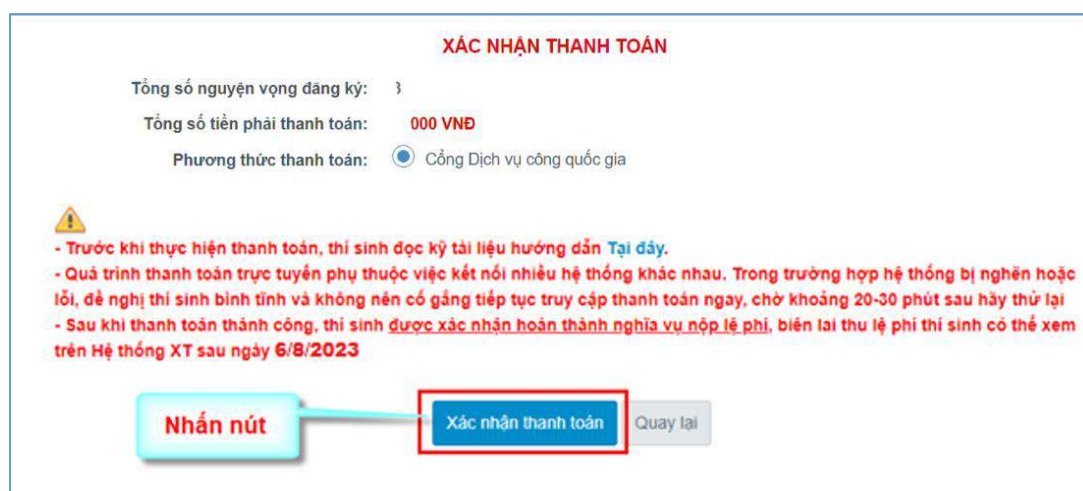 XÁC NHẬN THANH TOÁN
Tổng số nguyện vọng đăng ký:
Tổng số tiền phải thanh toán: 000 VNĐ
Phương thức thanh toán: Cổng Dịch vụ công quốc gia
- Trước khi thực hiện thanh toán, thí sinh đọc kỹ tài liệu hướng dẫn Tại đây.
- Quá trình thanh toán trực tuyến phụ thuộc việc kết nối nhiều hệ thống khác nhau. Trong trường hợp hệ thống bị nghẽn hoặc
lỗi, đề nghị thí sinh bình tĩnh và không nên cố gắng tiếp tục truy cập thanh toán ngay, chờ khoảng 20-30 phút sau hãy thử lại
- Sau khi thanh toán thành công, thí sinh được xác nhận hoàn thành nghĩa vụ nộp lệ phí, biên lai thu lệ phí thí sinh có thể xem
trên Hệ thống XT sau ngày 6/8/2023
Nhấn nút
Xác nhận thanh toán Quay lại